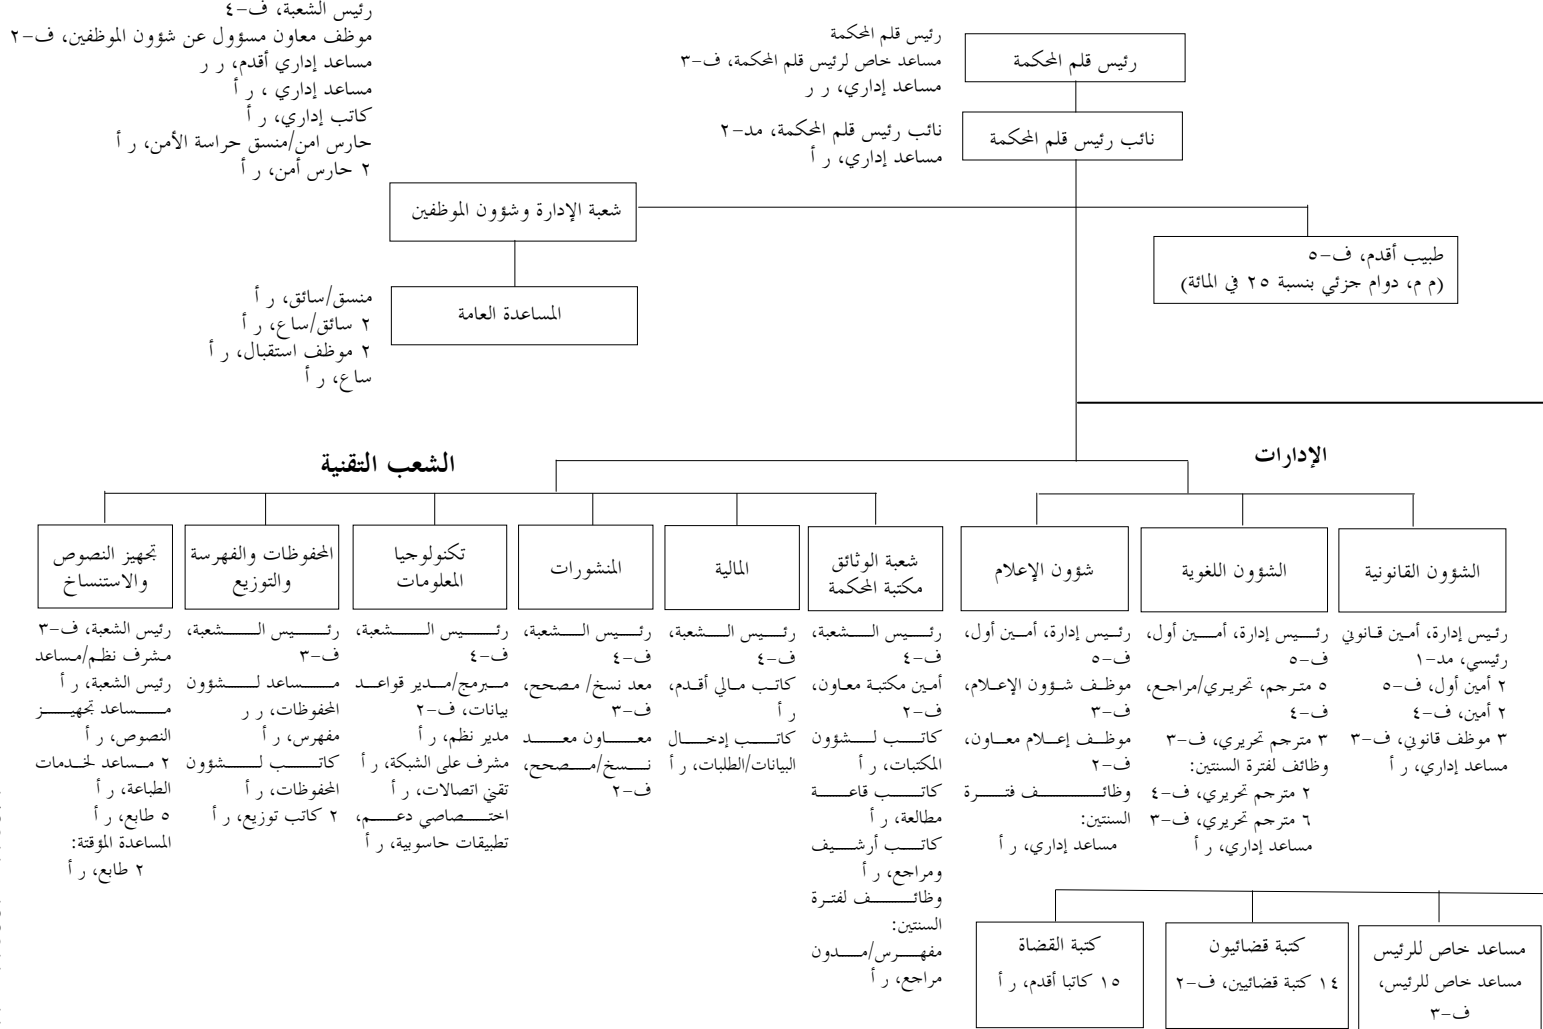 رئيس قلم المحكمة
نائب رئيس قلم المحكمة
رئيس قلم المحكمة
مساعد خاص لرئيس قلم المحكمة، ف-٣
مساعد إداري، ر ر
نائب رئيس قلم المحكمة، مد-٢
مساعد إداري، ر أ
رئيس الشعبة، ف-٤
موظف معاون مسؤول عن شؤون الموظفين، ف-٢
مساعد إداري أقدم، ر ر
مساعد إداري ، ر أ
كاتب إداري، ر أ
حارس امن/منسق حراسة الأمن، ر أ
٢ حارس أمن، ر أ
شعبة الإدارة وشؤون الموظفين
طبيب أقدم، ف-٥
(م م، دوام جزئي بنسبة ٢٥ في المائة)
المساعدة العامة
منسق/سائق، ر أ
٢ سائق/ساع، ر أ
٢ موظف استقبال، ر أ
ساع، ر أ
الإدارات
الشعب التقنية
الشؤون القانونية
رئيس إدارة، أمين قانوني
رئيسي، مد-١
٢ أمين أول، ف-٥
٢ أمين، ف-٤
٣ موظف قانوني، ف-٣
مساعد إداري، ر أ
الشؤون اللغوية
رئيس إدارة، أمين أول،
ف-٥
٥ مترجم، تحريري/مراجع،
ف-٤
٣ مترجم تحريري، ف-٣
وظائف لفترة السنتين:
٢ مترجم تحريري، ف-٤
٦ مترجم تحريري، ف-٣
مساعد إداري، ر أ
شؤون الإعلام
رئيس إدارة، أمين أول،
ف-٥
موظف شؤون الإعلام،
ف-٣
موظف إعلام معاون،
ف-٢
وظائف فترة
السنتين:
مساعد إداري، ر أ
شعبة الوثائق
مكتبة المحكمة
رئيس الشعبة،
ف-٤
أمين مكتبة معاون،
ف-٢
كاتب لشؤون
المكتبات، ر أ
كاتب قاعة
مطالعة، ر أ
كاتب أرشيف
ومراجع، ر أ
وظائف لفترة
السنتين:
مفهرس/مدون
مراجع، ر أ
المالية
رئيس الشعبة،
ف-٤
كاتب مالي أقدم،
ر أ
كاتب إدخال
البيانات/الطلبات، ر أ
المنشورات
رئيس الشعبة،
ف-٤
معد نسخ/ مصحح،
ف-٣
معاون معد
نسخ/مصحح،
ف-٢
تكنولوجيا
المعلومات
رئيس الشعبة،
ف-٤
مبرمج/مدير قواعد
بيانات، ف-٢
مدير نظم، ر أ
مشرف على الشبكة، ر أ
تقني اتصالات، ر أ
اختصاصي دعم،
تطبيقات حاسوبية، ر أ
المحفوظات والفهرسة
والتوزيع
رئيس الشعبة،
ف-٣
مساعد لشؤون
المحفوظات، ر ر
مفهرس، ر أ
كاتب لشؤون
المحفوظات، ر أ
٢ كاتب توزيع، ر أ
تجهيز النصوص
والاستنساخ
رئيس الشعبة، ف-٣
مشرف نظم/مساعد
رئيس الشعبة، ر أ
مساعد تجهيز
النصوص، ر أ
٢ مساعد لخدمات
الطباعة، ر أ
٥ طابع، ر أ
المساعدة المؤقتة:
٢ طابع، ر أ
مساعد خاص للرئيس
مساعد خاص للرئيس،
ف-٣
كتبة قضائيون
١٤ كتبة قضائيين، ف-٢
كتبة القضاة
١٥ كاتبا أقدم، ر أ